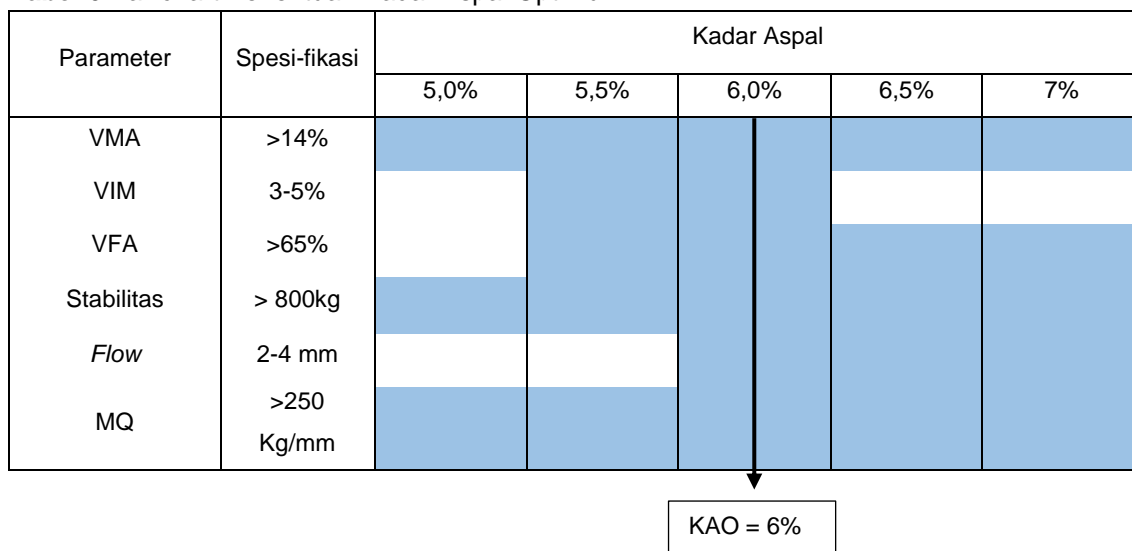 Parameter
Spesi-fikasi
Kadar Aspal
5,0%
5,5%
6,0%
6,5%
7%
VMA
>14%
VIM
3-5%
VFA
>65%
Stabilitas
> 800kg
Flow
2-4 mm
MQ
>250
Kg/mm
KAO = 6%